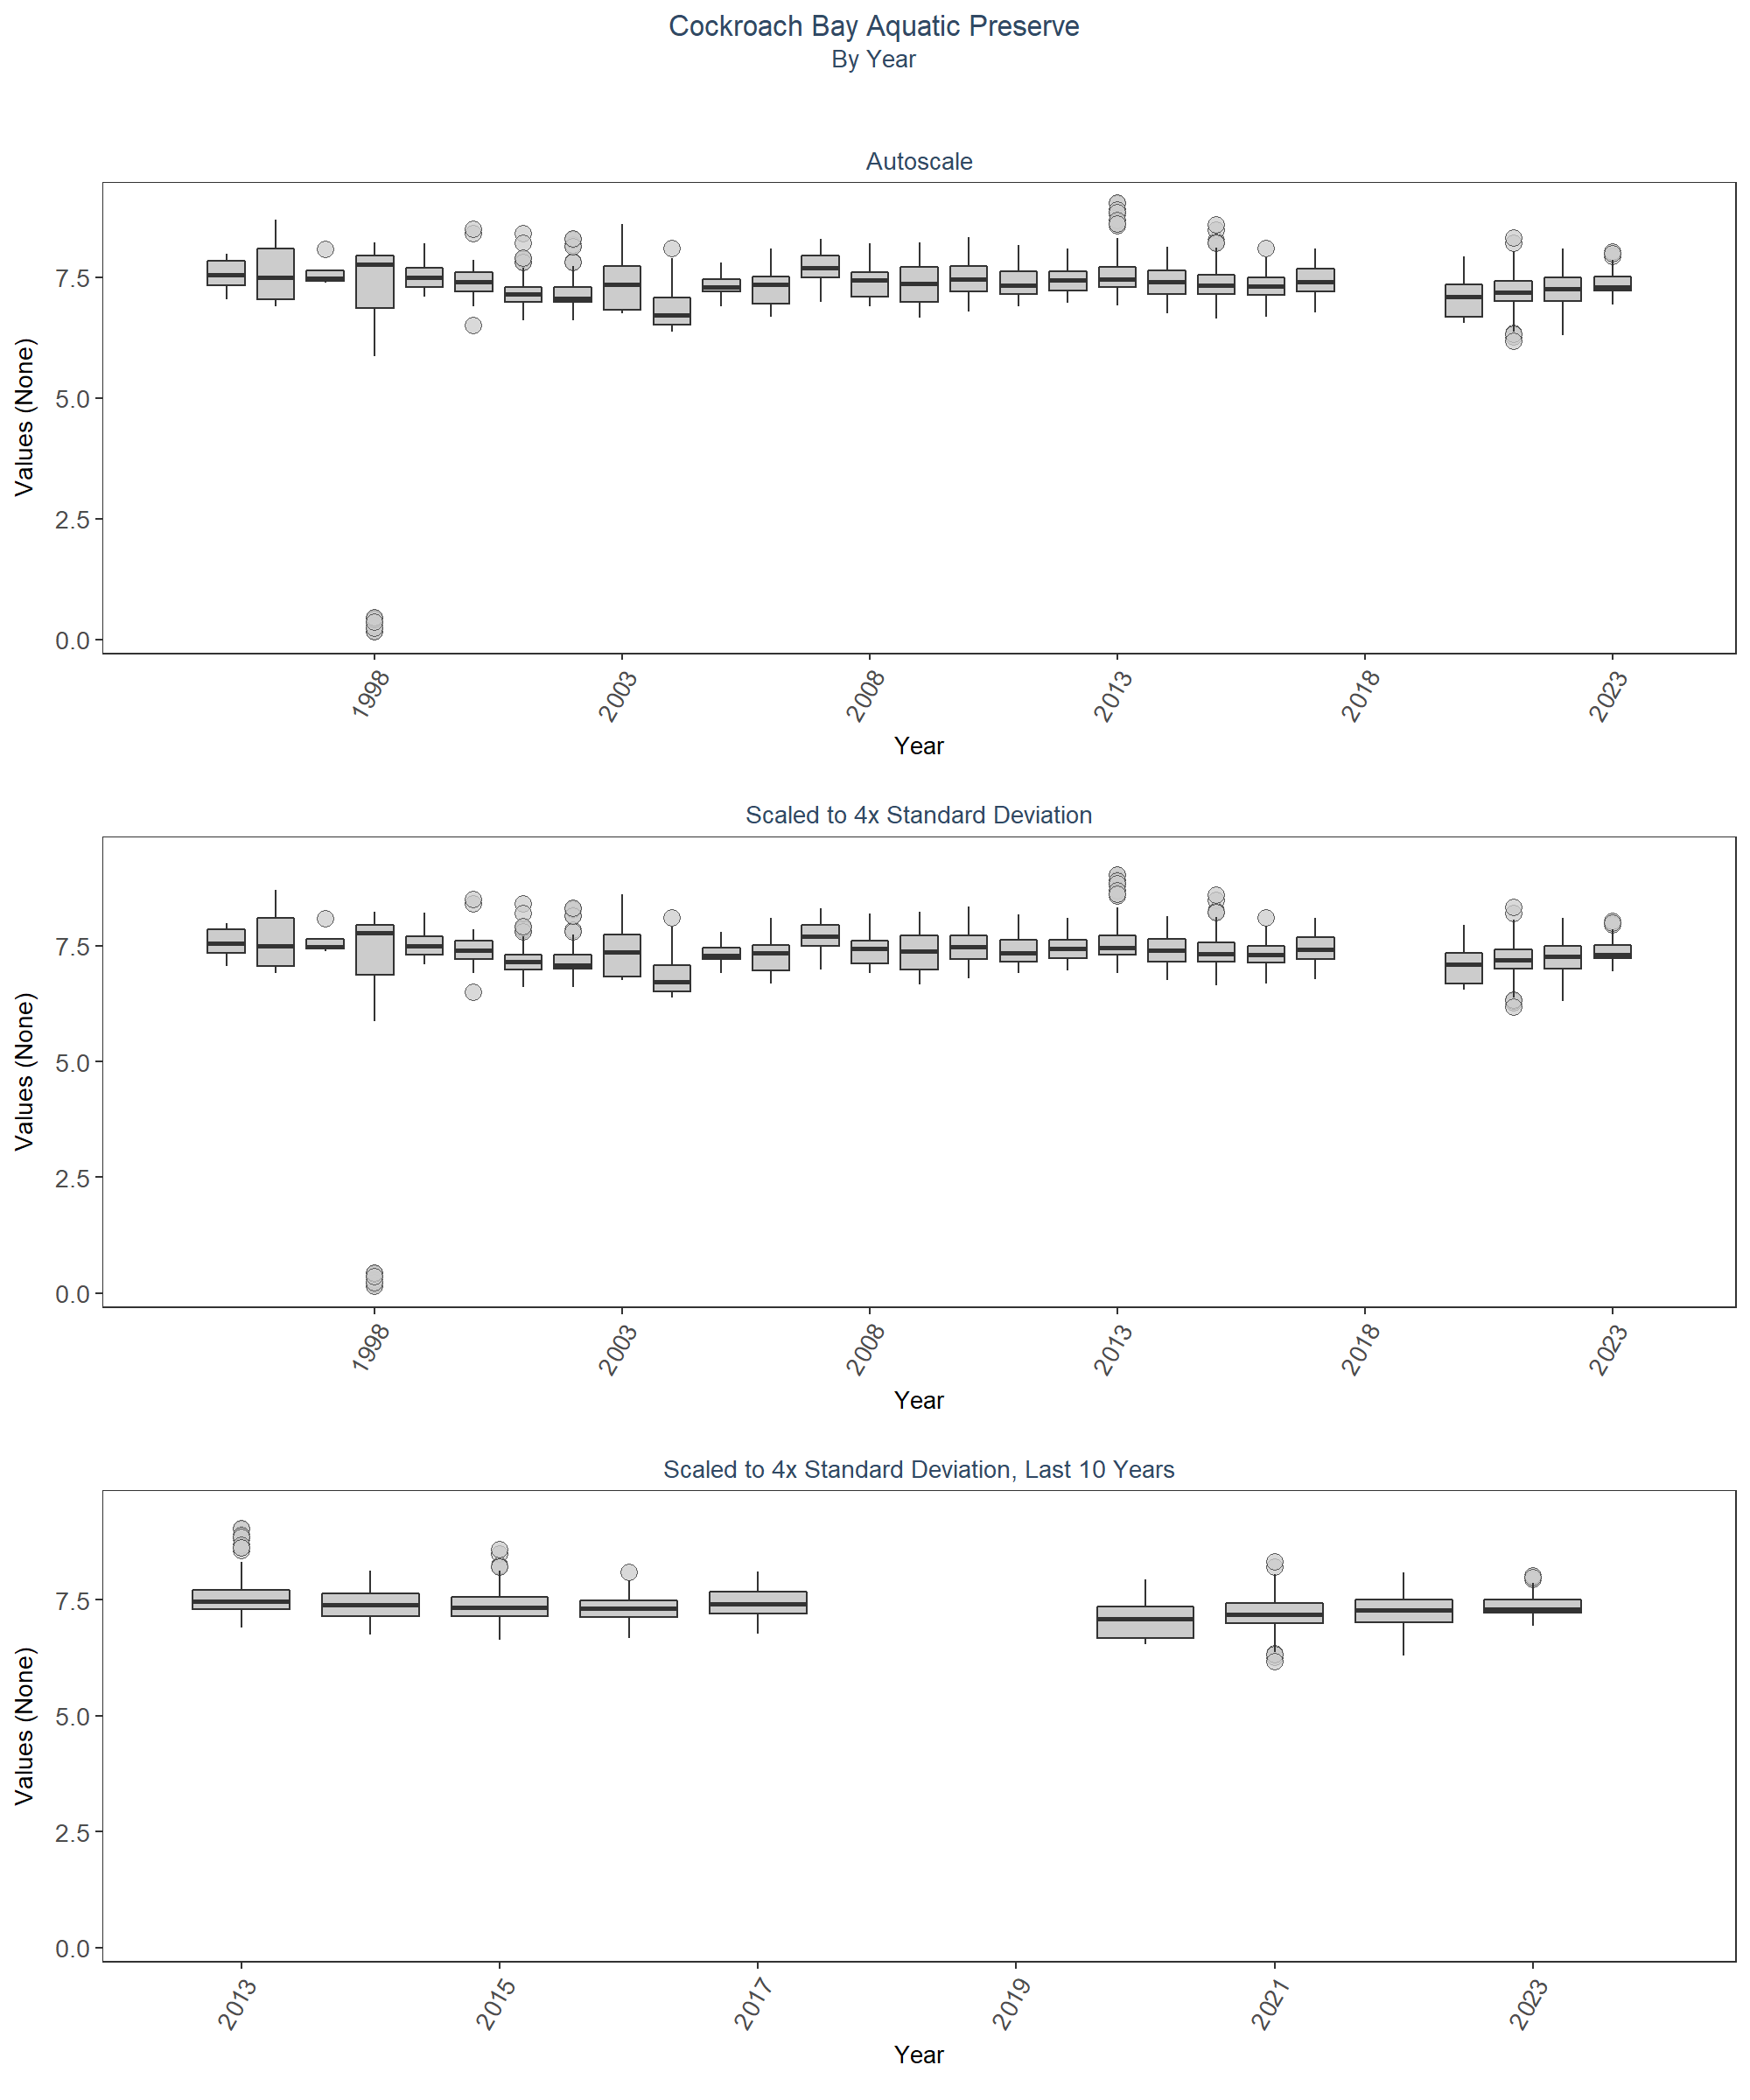 Cockroach Bay Aquatic Preserve
By Year
Autoscale
Values (None)
7.5
5.0
2.5
0.0
1998 2003 2008 2013 2018 2023
Year
Scaled to 4x Standard Deviation
Values (None)
7.5
5.0
2.5
0.0
1998 2003 2008 2013 2018 2023
Year
Scaled to 4x Standard Deviation, Last 10 Years
Values (None)
7.5
5.0
2.5
0.0
2013 2015 2017 2019 2021 2023
Year